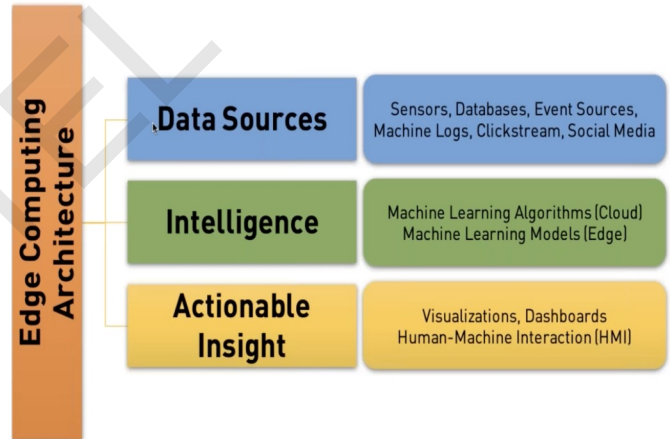 Edge Computing
Architecture
Data Sources
Sensors, Databases, Event Sources,
Machine Logs, Clickstream, Social Media
Intelligence
Machine Learning Algorithms (Cloud)
Machine Learning Models (Edge)
Actionable
Insight
Visualizations, Dashboards
Human-Machine Interaction (HMI)